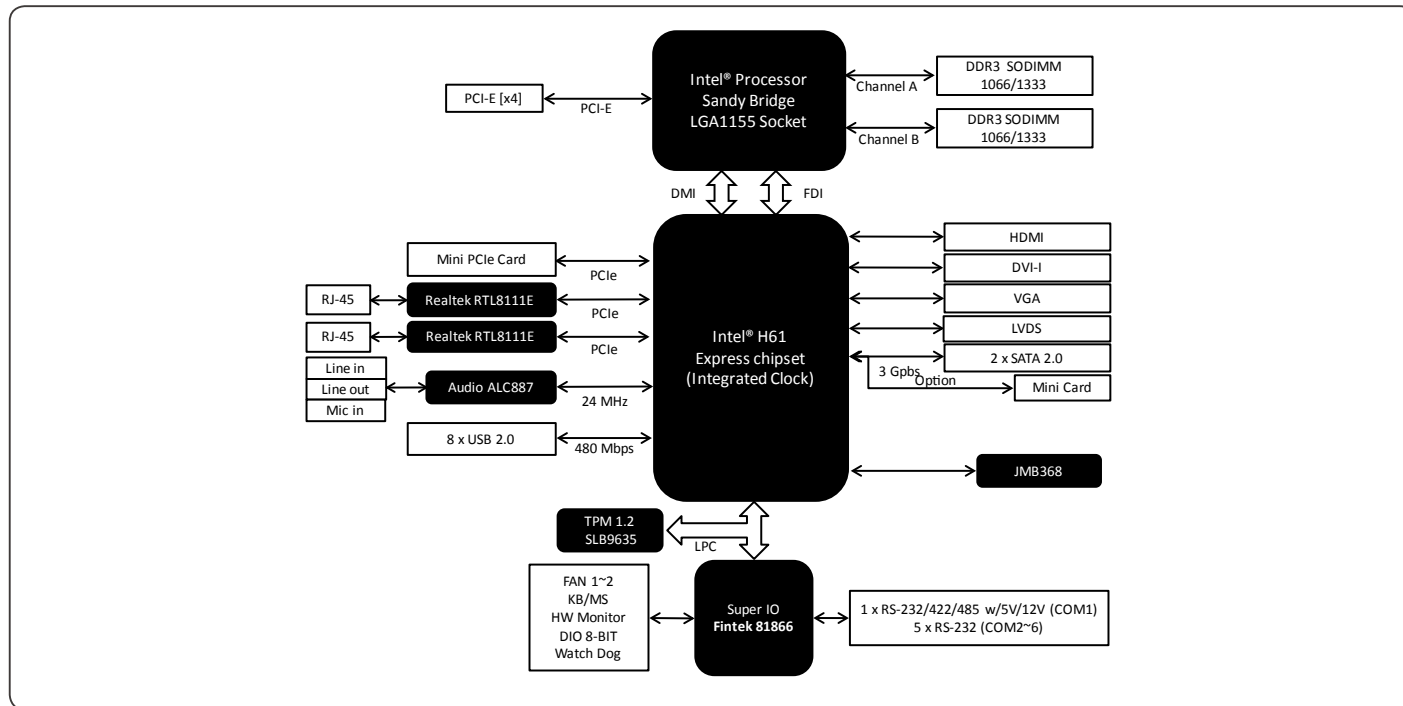 Intel® Processor
Sandy Bridge
LGA1155 Socket
PCI-E [x4]
PCI-E
Channel A
DDR3 SODIMM
1066/1333
Channel B
DDR3 SODIMM
1066/1333
DMI
FDI
Intel® H61
Express chipset
(Integrated Clock)
Mini PCIe Card
PCIe
RJ-45
Realtek RTL8111E
PCIe
RJ-45
Realtek RTL8111E
PCIe
Line in
Line out
Mic in
Audio ALC887
24 MHz
8 x USB 2.0
480 Mbps
HDMI
DVI-I
VGA
LVDS
2 x SATA 2.0
3 Gpbs
Option
Mini Card
JMB368
TPM 1.2
SLB9635
LPC
FAN 1~2
KB/MS
HW Monitor
DIO 8-BIT
Watch Dog
Super IO
Fintek 81866
1 x RS-232/422/485 w/5V/12V (COM1)
5 x RS-232 (COM2~6)